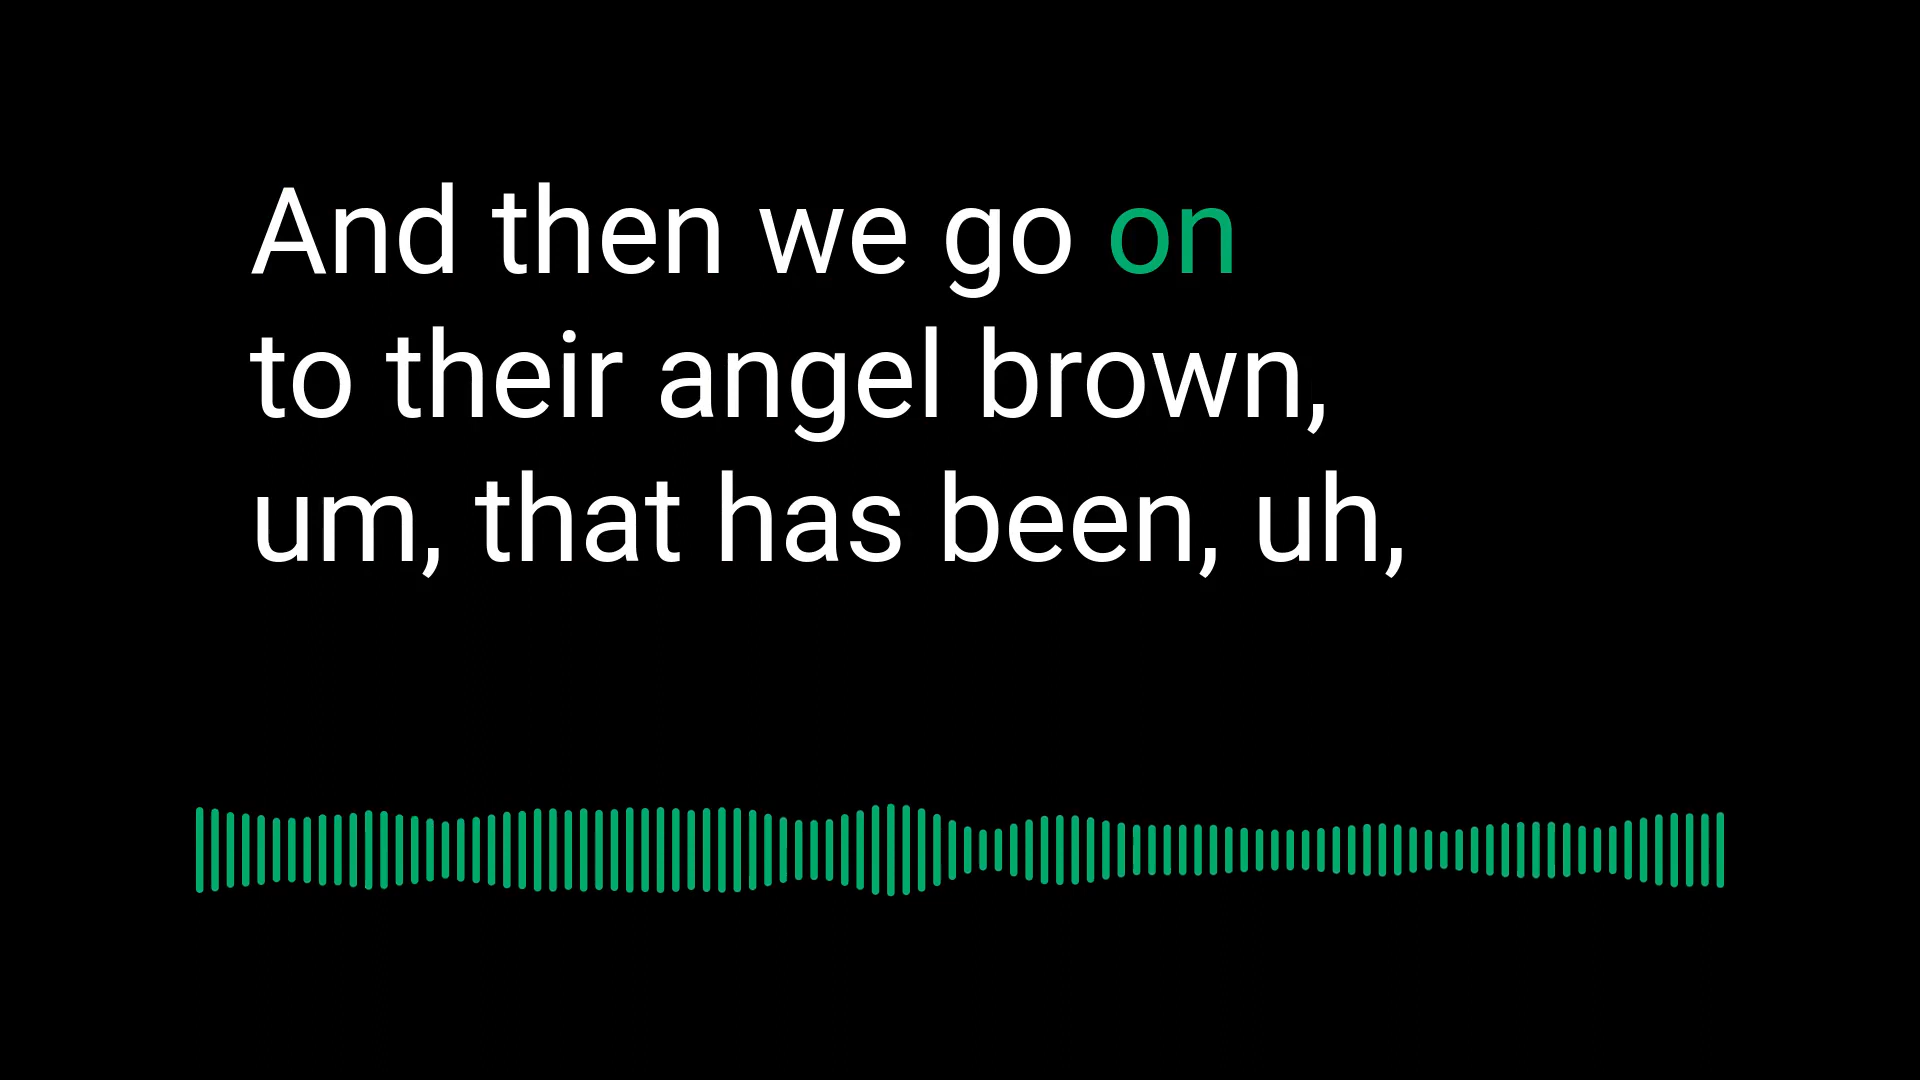 And then we go on
to their angel brown,
um, that has been, uh,